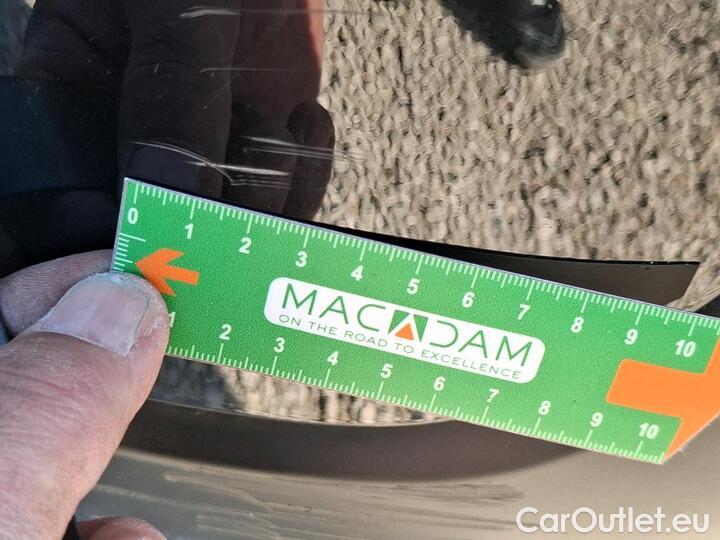 0 1 2 3 4 5 6 7 8 9 10
MACADAM
ON THE ROAD TO EXCELLENCE
1 2 3 4 5 6 7 8 9 10
CarOutlet.eu